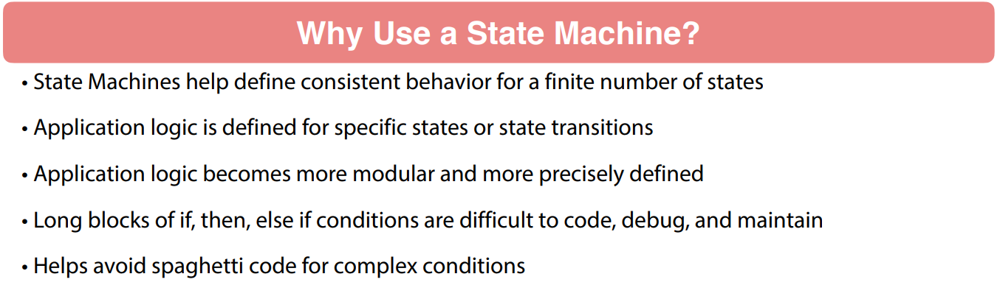 Why Use a State Machine?
• State Machines help define consistent behavior for a finite number of states
• Application logic is defined for specific states or state transitions
• Application logic becomes more modular and more precisely defined
• Long blocks of if, then, else if conditions are difficult to code, debug, and maintain
• Helps avoid spaghetti code for complex conditions